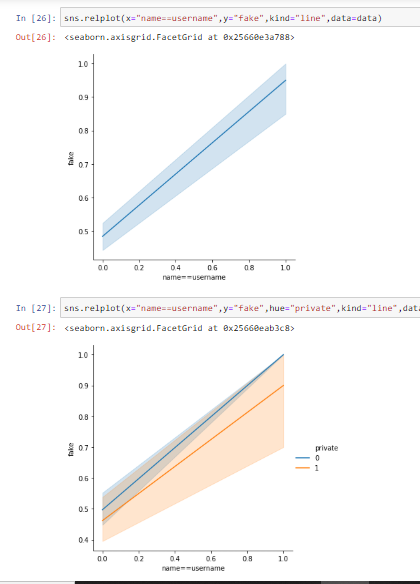 In [26]: sns.relplot(x="name==username",y="fake",kind="line",data=data)
Out[26]: <seaborn.axisgrid.FacetGrid at 0x25660e3a788>
1.0
0.9
0.8
0.7
0.6
0.5
fake
0.0 0.2 0.4 0.6 0.8 1.0
name==username
In [27]: sns.relplot(x="name==username",y="fake",hue="private",kind="line",dat
Out[27]: <seaborn.axisgrid.FacetGrid at 0x25660eab3c8>
1.0
0.9
0.8
0.7
0.6
0.5
0.4
fake
private
0
1
0.0 0.2 0.4 0.6 0.8 1.0
name==username